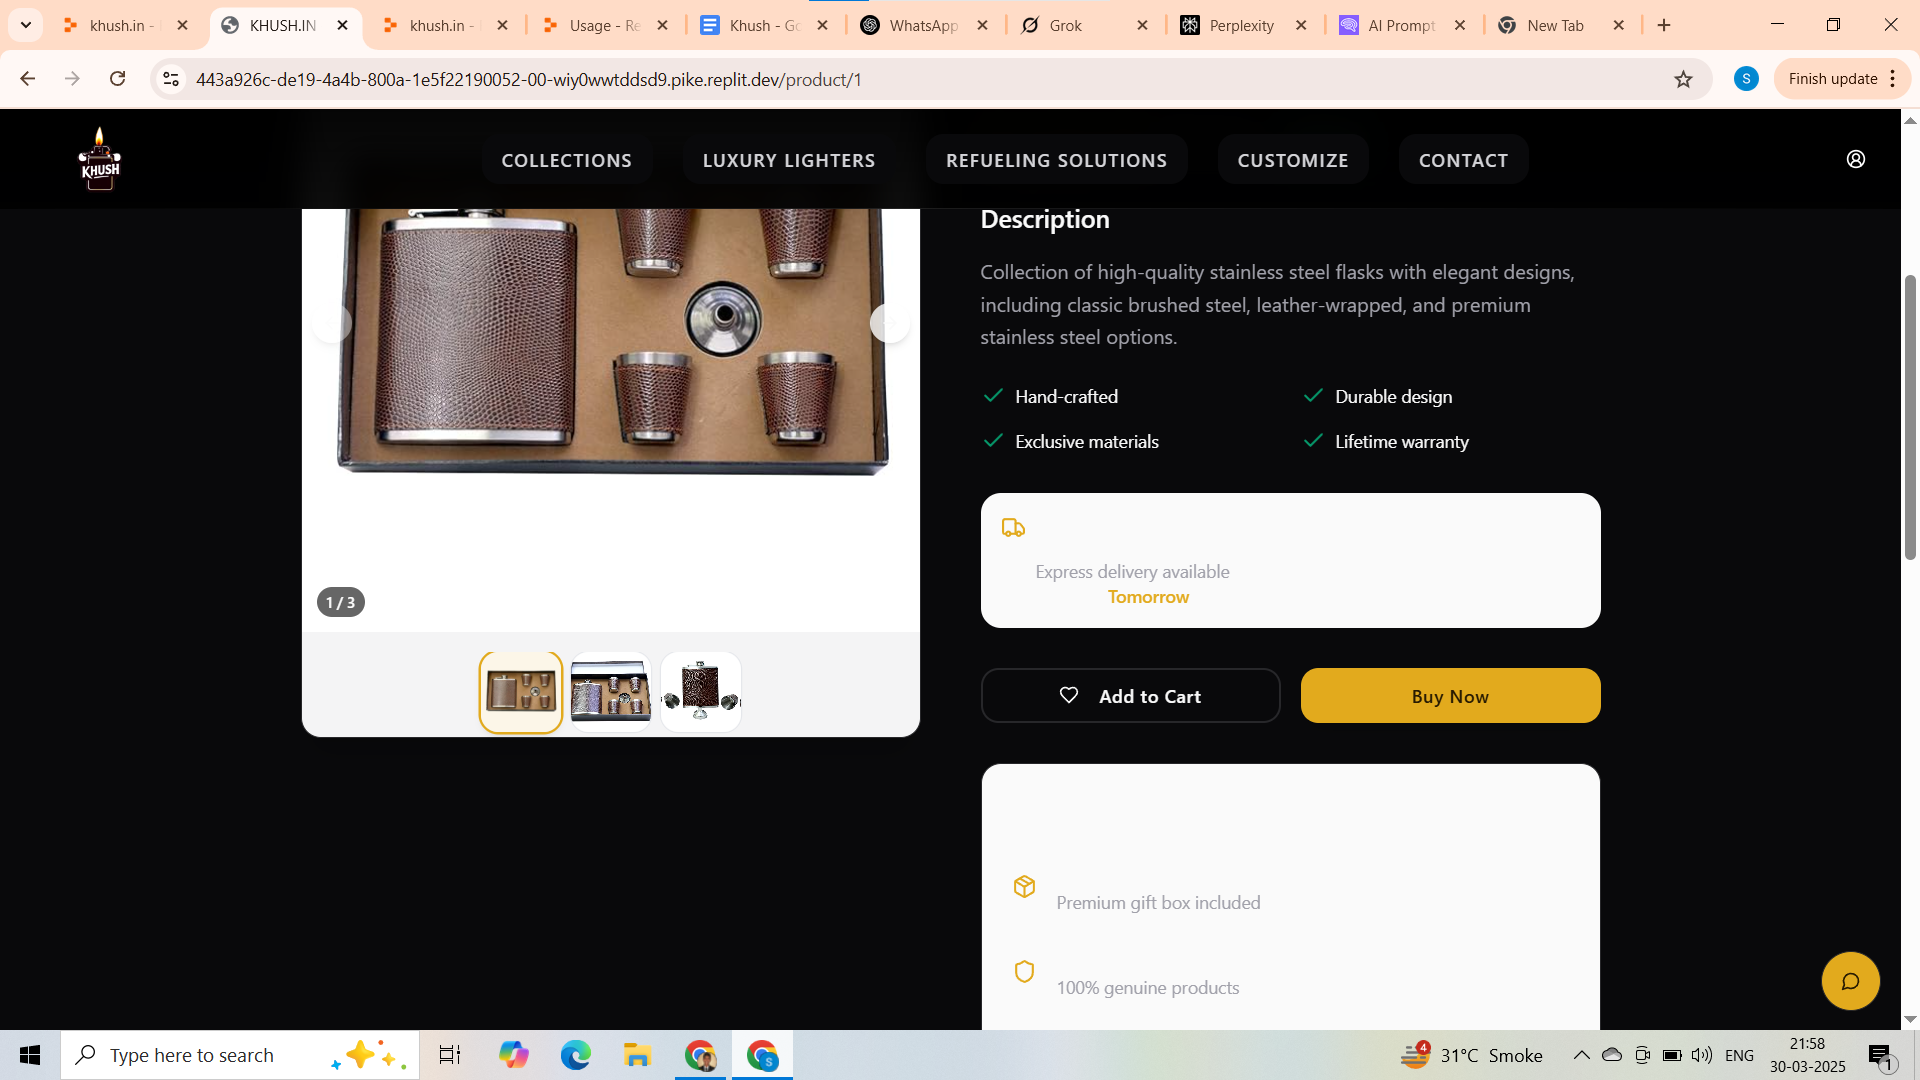 khush.in -
KHUSH.IN
khush.in -
Usage - Re
Khush - Go
WhatsApp
Grok
Perplexity
AI Prompt
New Tab
443a926c-de19-4a4b-800a-1e5f22190052-00-wiy0wwtddsd9.pike.replit.dev/product/1
S
Finish update
KHUSH
COLLECTIONS
LUXURY LIGHTERS
REFUELING SOLUTIONS
CUSTOMIZE
CONTACT
Description
Collection of high-quality stainless steel flasks with elegant designs,
including classic brushed steel, leather-wrapped, and premium
stainless steel options.
Hand-crafted
Durable design
Exclusive materials
Lifetime warranty
Express delivery available
Tomorrow
1 / 3
Add to Cart
Buy Now
Premium gift box included
100% genuine products
Type here to search
S
4
31°C Smoke
ENG
21:58
30-03-2025
1